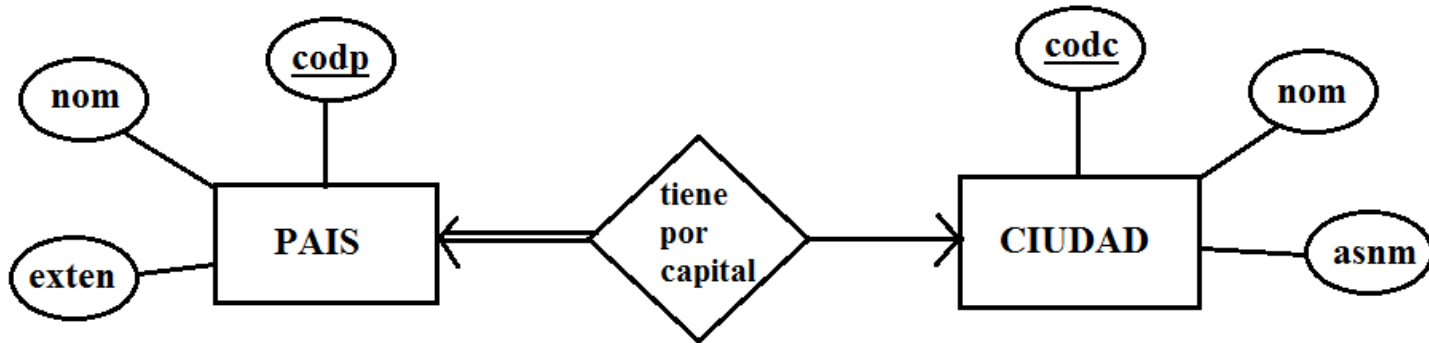 codp
nom
PAIS
exten
tiene
por
capital
codc
nom
CIUDAD
asnm